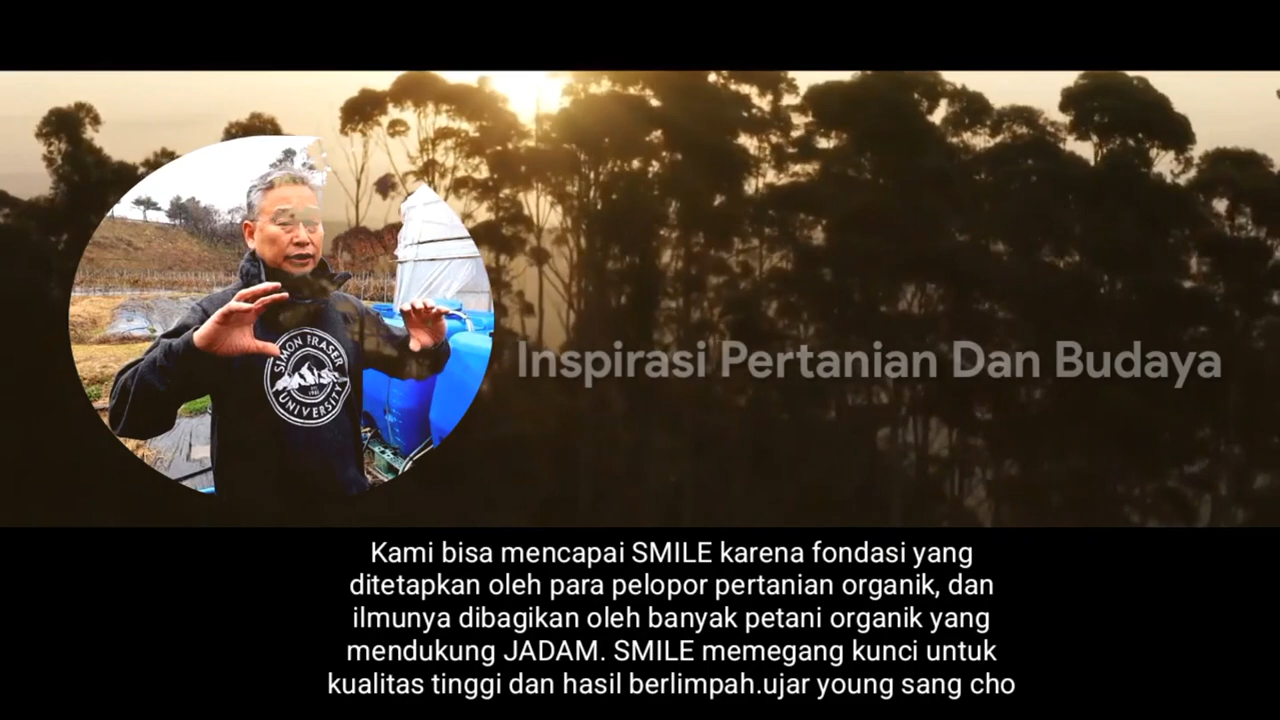 SIMON FRASER
UNIVERSITY
Inspirasi Pertanian Dan Budaya
Kami bisa mencapai SMILE karena fondasi yang
ditetapkan oleh para pelopor pertanian organik, dan
ilmunya dibagikan oleh banyak petani organik yang
mendukung JADAM. SMILE memegang kunci untuk
kualitas tinggi dan hasil berlimpah.ujar young sang cho